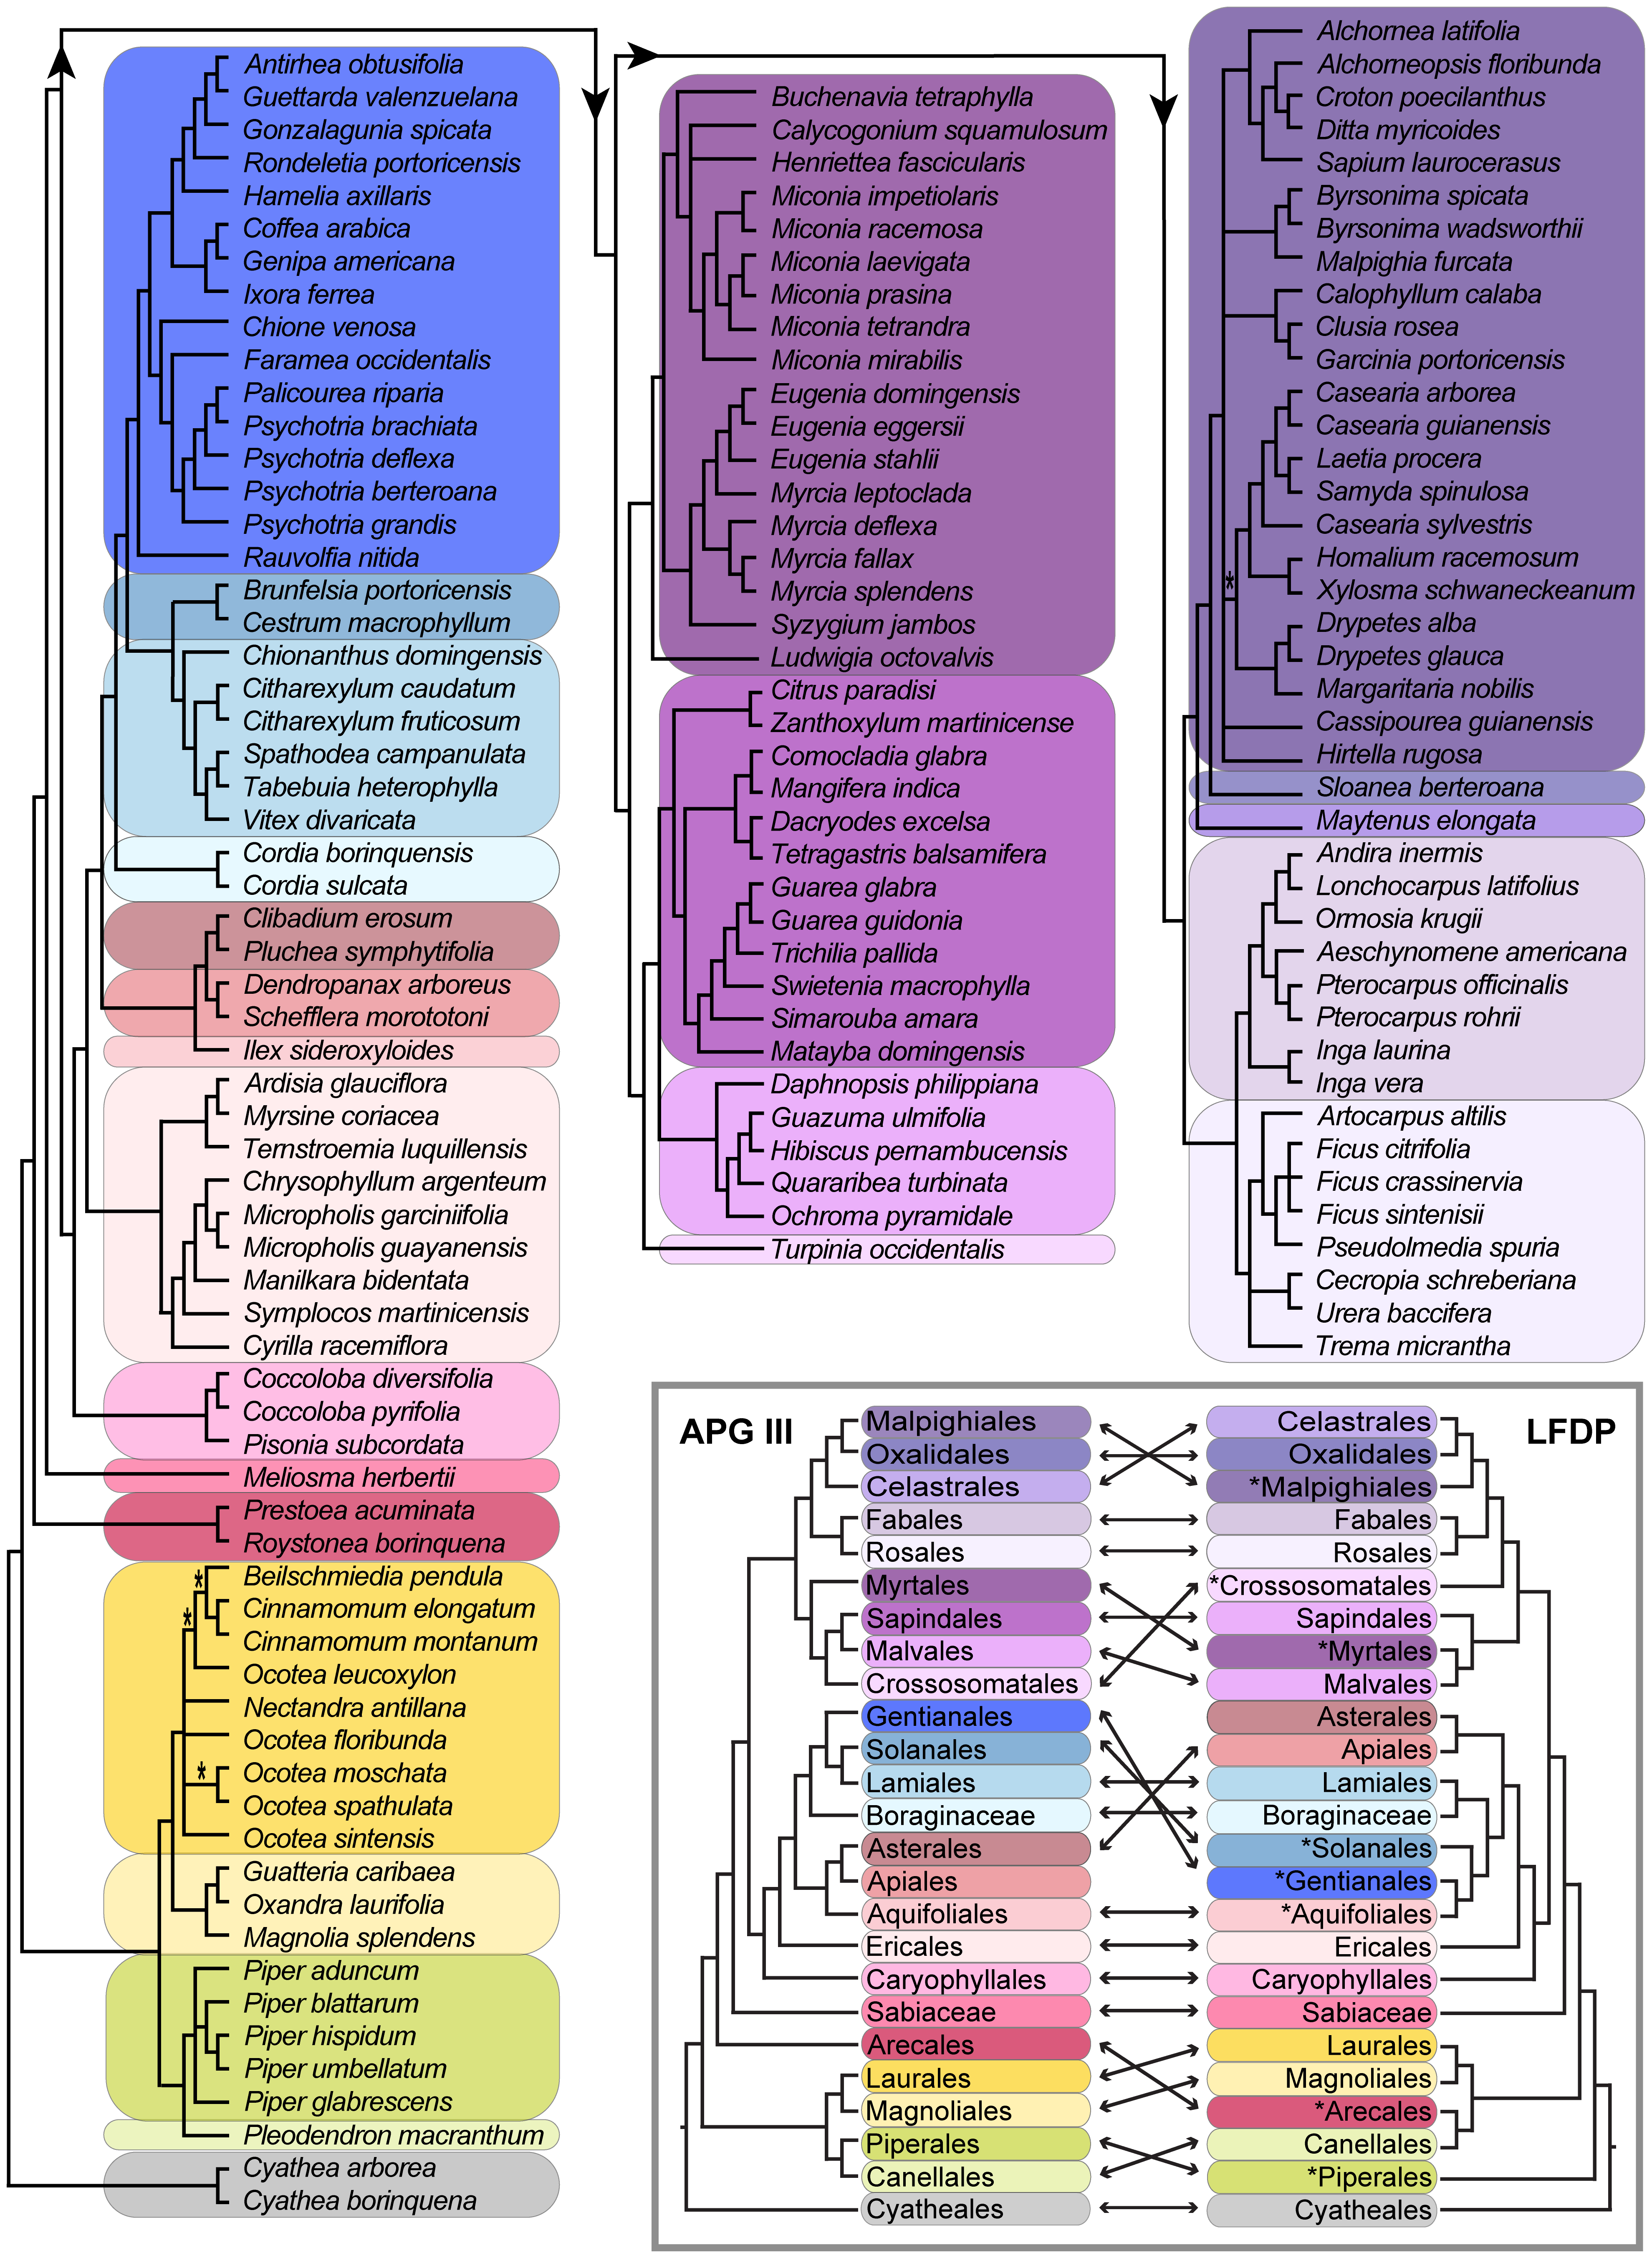 Antirhea obtusifolia
Guettarda valenzuelana
Gonzalagunia spicata
Rondeletia portoricensis
Hamelia axillaris
Coffea arabica
Genipa americana
Ixora ferrea
Chione venosa
Faramea occidentalis
Palicourea riparia
Psychotria brachiata
Psychotria deflexa
Psychotria berteroana
Psychotria grandis
Rauvolfia nitida
Brunfelsia portoricensis
Cestrum macrophyllum
Chionanthus domingensis
Citharexylum caudatum
Citharexylum fruticosum
Spathodea campanulata
Tabebuia heterophylla
Vitex divaricata
Cordia borinquensis
Cordia sulcata
Clibadium erosum
Pluchea symphytifolia
Dendropanax arboreus
Schefflera morototoni
Ilex sideroxyloides
Ardisia glauciflora
Myrsine coriacea
Ternstroemia luquillensis
Chrysophyllum argenteum
Micropholis garciniifolia
Micropholis guayanensis
Manilkara bidentata
Symplocos martinicensis
Cyrilla racemiflora
Coccoloba diversifolia
Coccoloba pyrifolia
Pisonia subcordata
Meliosma herbertii
Prestoea acuminata
Roystonea borinquena
*
Beilschmiedia pendula
*
Cinnamomum elongatum
Cinnamomum montanum
Ocotea leucoxylon
Nectandra antillana
Ocotea floribunda
*
Ocotea moschata
Ocotea spathulata
Ocotea sintensis
Guatteria caribaea
Oxandra laurifolia
Magnolia splendens
Piper aduncum
Piper blattarum
Piper hispidum
Piper umbellatum
Piper glabrescens
Pleodendron macranthum
Cyathea arborea
Cyathea borinquena
Buchenavia tetraphylla
Calycogonium squamulosum
Henriettea fascicularis
Miconia impetiolaris
Miconia racemosa
Miconia laevigata
Miconia prasina
Miconia tetrandra
Miconia mirabilis
Eugenia domingensis
Eugenia eggersii
Eugenia stahlii
Myrcia leptoclada
Myrcia deflexa
Myrcia fallax
Myrcia splendens
Syzygium jambos
Ludwigia octovalvis
Citrus paradisi
Zanthoxylum martinicense
Comocladia glabra
Mangifera indica
Dacryodes excelsa
Tetragastris balsamifera
Guarea glabra
Guarea guidonia
Trichilia pallida
Swietenia macrophylla
Simarouba amara
Matayba domingensis
Daphnopsis philippiana
Guazuma ulmifolia
Hibiscus pernambucensis
Quararibea turbinata
Ochroma pyramidale
Turpinia occidentalis
Alchornea latifolia
Alchorneopsis floribunda
Croton poecilanthus
Ditta myricoides
Sapium laurocerasus
Byrsonima spicata
Byrsonima wadsworthii
Malpighia furcata
Calophyllum calaba
Clusia rosea
Garcinia portoricensis
Casearia arborea
Casearia guianensis
Laetia procera
Samyda spinulosa
Casearia sylvestris
Homalium racemosum
*
Xylosma schwaneckeanum
Drypetes alba
Drypetes glauca
Margaritaria nobilis
Cassipourea guianensis
Hirtella rugosa
Sloanea berteroana
Maytenus elongata
Andira inermis
Lonchocarpus latifolius
Ormosia krugii
Aeschynomene americana
Pterocarpus officinalis
Pterocarpus rohrii
Inga laurina
Inga vera
Artocarpus altilis
Ficus citrifolia
Ficus crassinervia
Ficus sintenisii
Pseudolmedia spuria
Cecropia schreberiana
Urera baccifera
Trema micrantha
APG III
Malpighiales
Oxalidales
Celastrales
Fabales
Rosales
Myrtales
Sapindales
Malvales
Crossosomatales
Gentianales
Solanales
Lamiales
Boraginaceae
Asterales
Apiales
Aquifoliales
Ericales
Caryophyllales
Sabiaceae
Arecales
Laurales
Magnoliales
Piperales
Canellales
Cyatheales
LFDP
Celastrales
Oxalidales
*Malpighiales
Fabales
Rosales
*Crossosomatales
Sapindales
*Myrtales
Malvales
Asterales
Apiales
Lamiales
Boraginaceae
*Solanales
*Gentianales
*Aquifoliales
Ericales
Caryophyllales
Sabiaceae
Laurales
Magnoliales
*Arecales
Canellales
*Piperales
Cyatheales